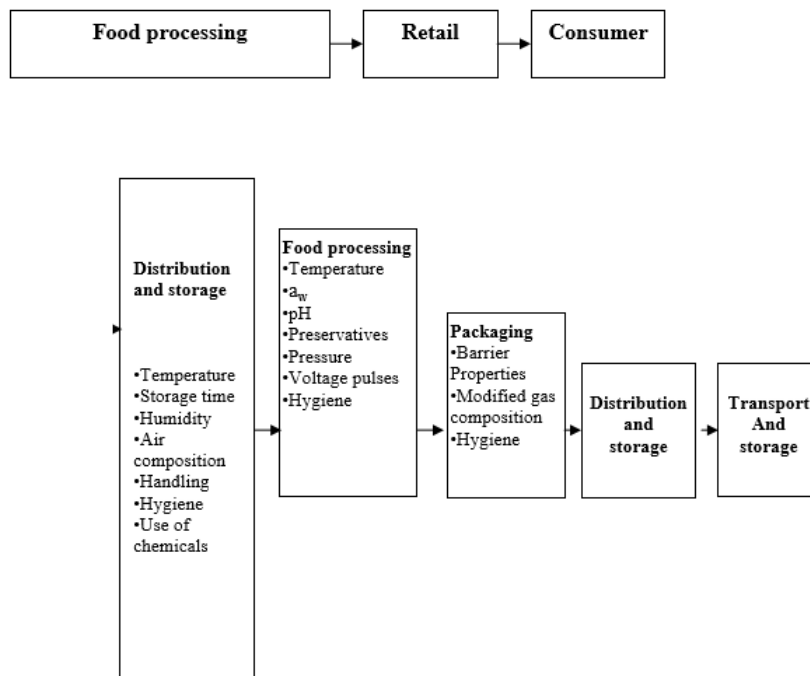 Food processing
Retail
Consumer
Distribution
and storage
•Temperature
•Storage time
•Humidity
•Air
composition
•Handling
•Hygiene
•Use of
chemicals
Food processing
•Temperature
•aw
•pH
•Preservatives
•Pressure
•Voltage pulses
•Hygiene
Packaging
•Barrier
Properties
•Modified gas
composition
•Hygiene
Distribution
and
storage
Transport
And
storage